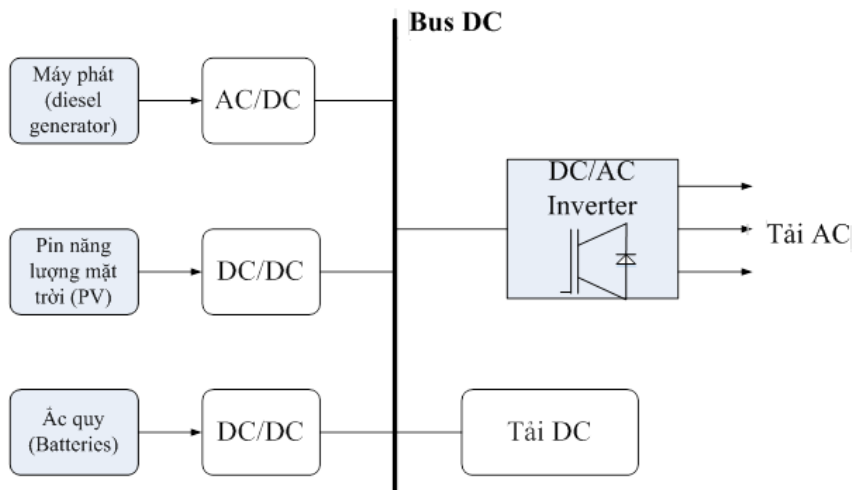 Bus DC
Máy phát
(diesel
generator)
AC/DC
DC/AC
Inverter
Pin năng
lượng mặt
trời (PV)
DC/DC
Tải AC
Ắc quy
(Batteries)
DC/DC
Tải DC